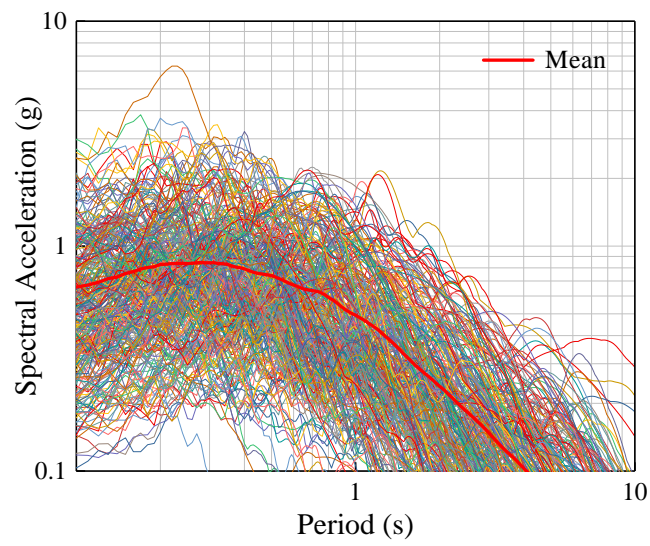 10
Mean
Spectral Acceleration (g)
1
0.1
1
10
Period (s)